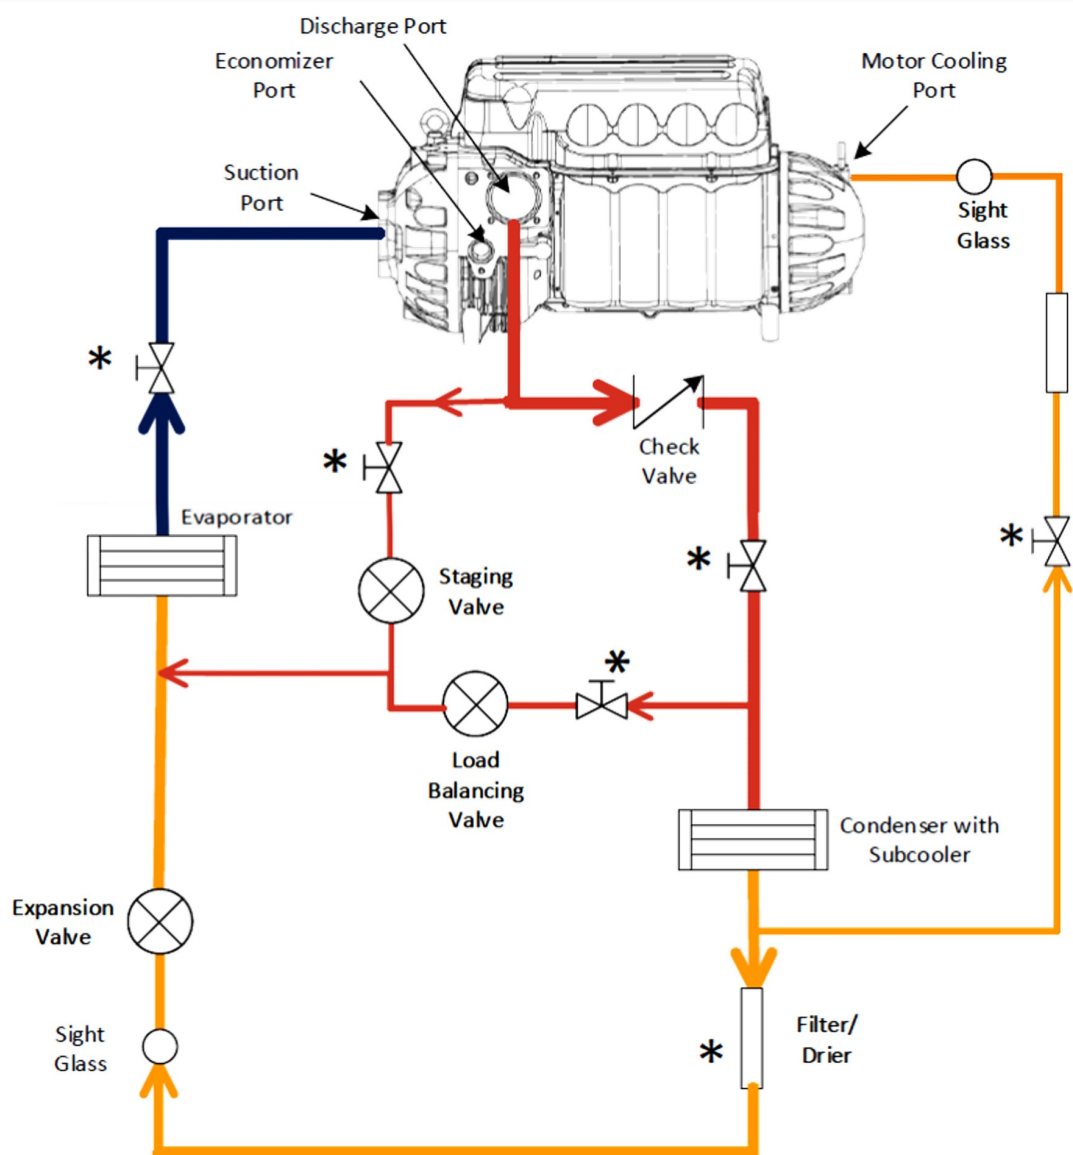 Discharge Port
Economizer
Port
Motor Cooling
Port
Suction
Port
Sight
Glass
*
Check
Valve
*
Evaporator
*
*
Staging
Valve
*
Load
Balancing
Valve
Condenser with
Subcooler
Expansion
Valve
Sight
Glass
Filter/
Drier
*